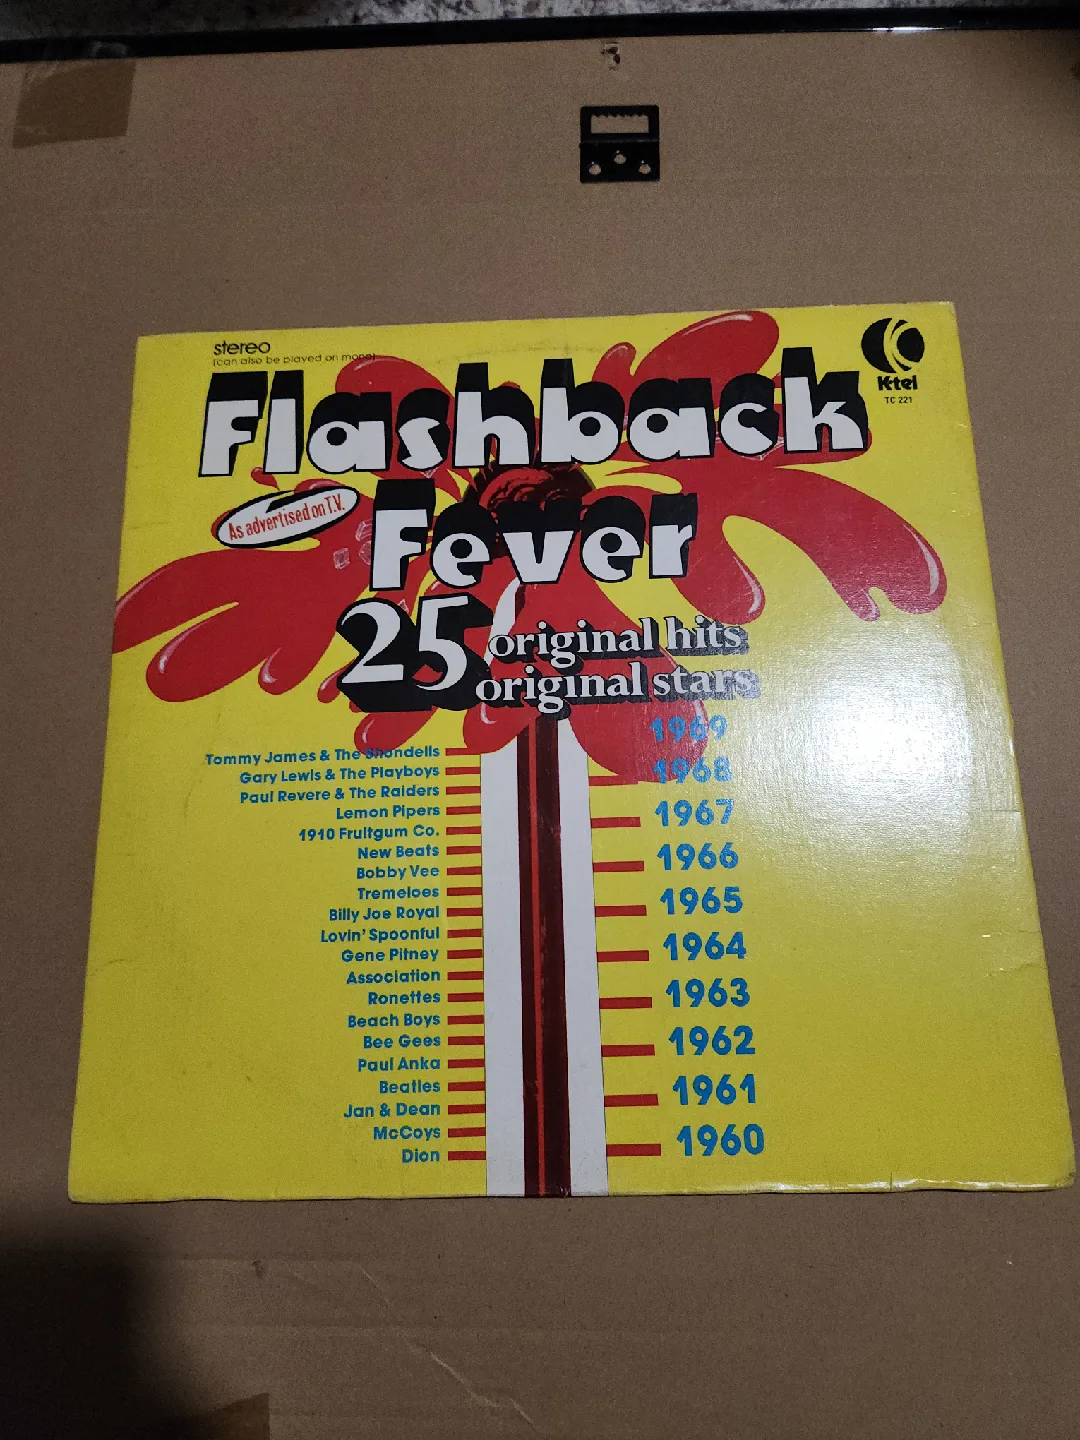 stereo
(can also be played on mono)
K-tel
TC 221
Flashback
Fever
As advertised on T.V.
25 original hits
original stars
Tommy James & The Shondells
Gary Lewis & The Playboys
Paul Revere & The Raiders
Lemon Pipers
1910 Fruitgum Co.
New Beats
Bobby Vee
Tremeloes
Billy Joe Royal
Lovin' Spoonful
Gene Pitney
Association
Ronettes
Beach Boys
Bee Gees
Paul Anka
Beatles
Jan & Dean
McCoys
Dion
1969
1968
1967
1966
1965
1964
1963
1962
1961
1960